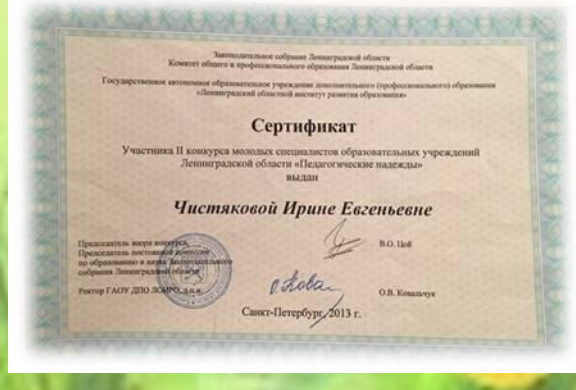 Законодательное собрание Ленинградской области
Комитет общего и профессионального образования Ленинградской области
Государственное автономное образовательное учреждение дополнительного (профессионального) образования
«Ленинградский областной институт развития образования»
Сертификат
Участника II конкурса молодых специалистов образовательных учреждений
Ленинградской области «Педагогические надежды»
выдан
Чистяковой Ирине Евгеньевне
Председатель жюри конкурса,
Председатель постоянной комиссии
по образованию и науке Законодательного
собрания Ленинградской области
В.О. Цой
Ректор ГАОУ ДПО ЛОИРО, д.п.н.
О.В. Ковальчук
Санкт-Петербург, 2013 г.